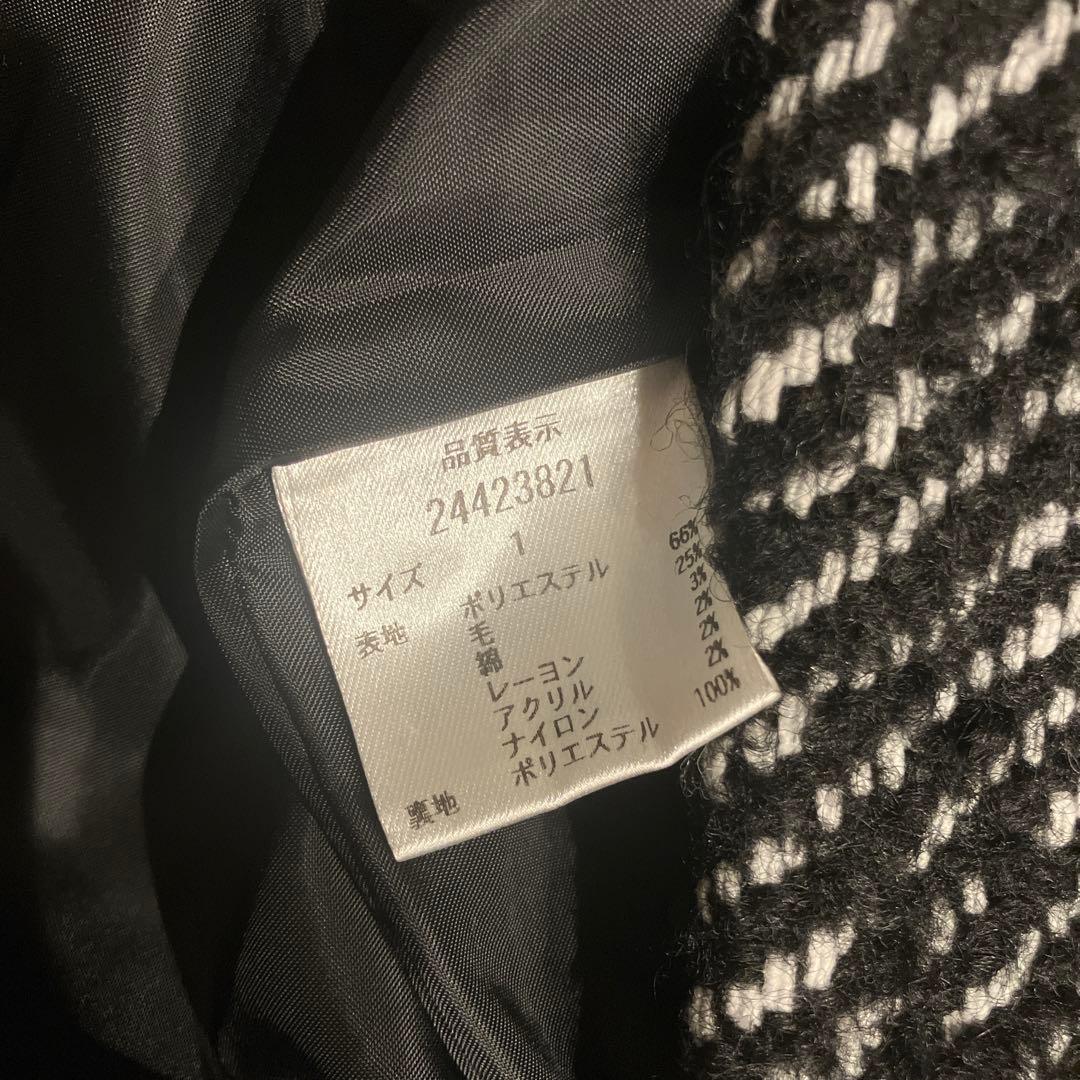 品質表示
24423821
サイズ 1
表地 ポリエステル 66%
毛 25%
綿 3%
レーヨン 2%
アクリル 2%
ナイロン 2%
裏地 ポリエステル 100%